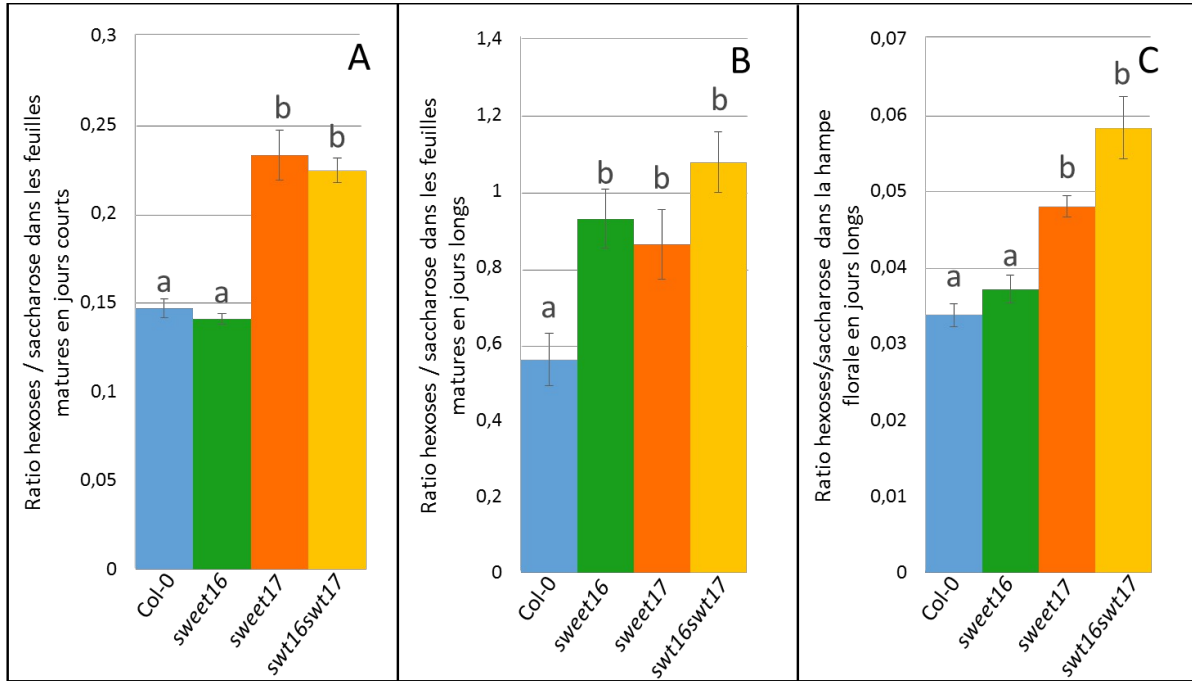 A
Ratio hexoses / saccharose dans les feuilles
matures en jours courts
0,3
0,25
0,2
0,15
0,1
0,05
0
a
a
b
b
Col-0
sweet16
sweet17
swt16swt17
B
Ratio hexoses / saccharose dans les feuilles
matures en jours longs
1,4
1,2
1
0,8
0,6
0,4
0,2
0
a
b
b
b
Col-0
sweet16
sweet17
swt16swt17
C
Ratio hexoses/saccharose dans la hampe
florale en jours longs
0,07
0,06
0,05
0,04
0,03
0,02
0,01
0
a
a
b
b
Col-0
sweet16
sweet17
swt16swt17